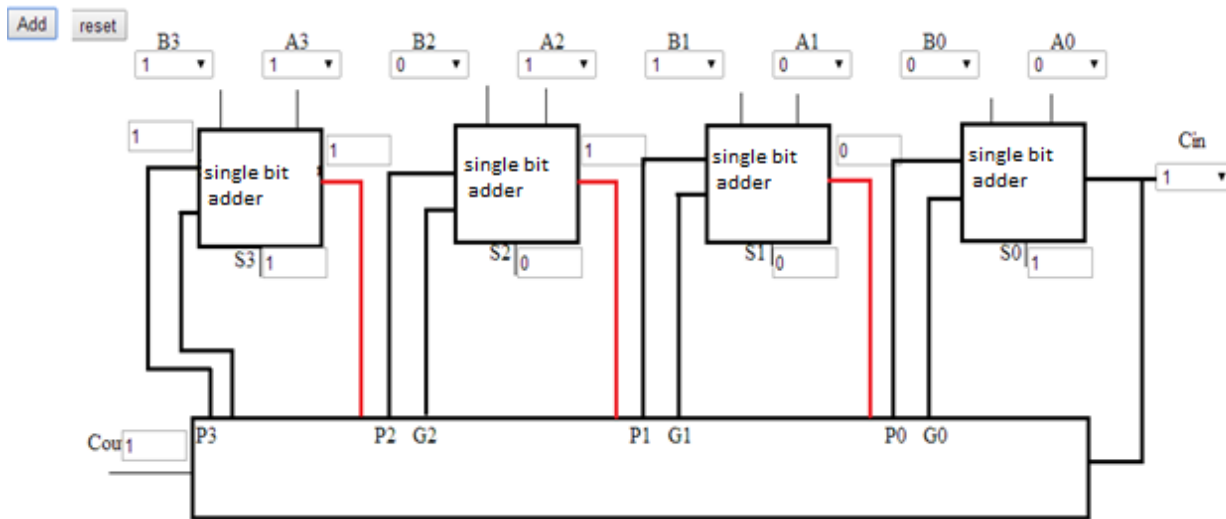 Add reset
B3 A3 B2 A2 B1 A1 B0 A0
1 1 0 1 1 0 0 0
1 1 1 0 Cin
single bit adder single bit adder single bit adder single bit adder 1
S3 1 S2 0 S1 0 S0 1
Cou 1 P3 P2 G2 P1 G1 P0 G0